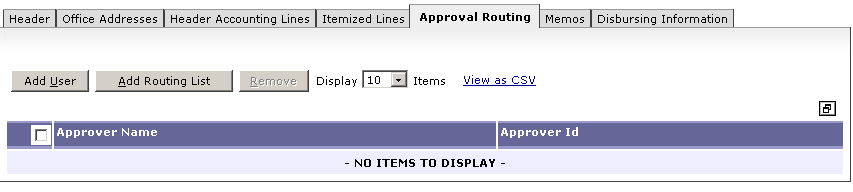 Header Office Addresses Header Accounting Lines Itemized Lines Approval Routing Memos Disbursing Information
Add User Add Routing List Remove Display 10 Items View as CSV
Approver Name Approver Id
- NO ITEMS TO DISPLAY -